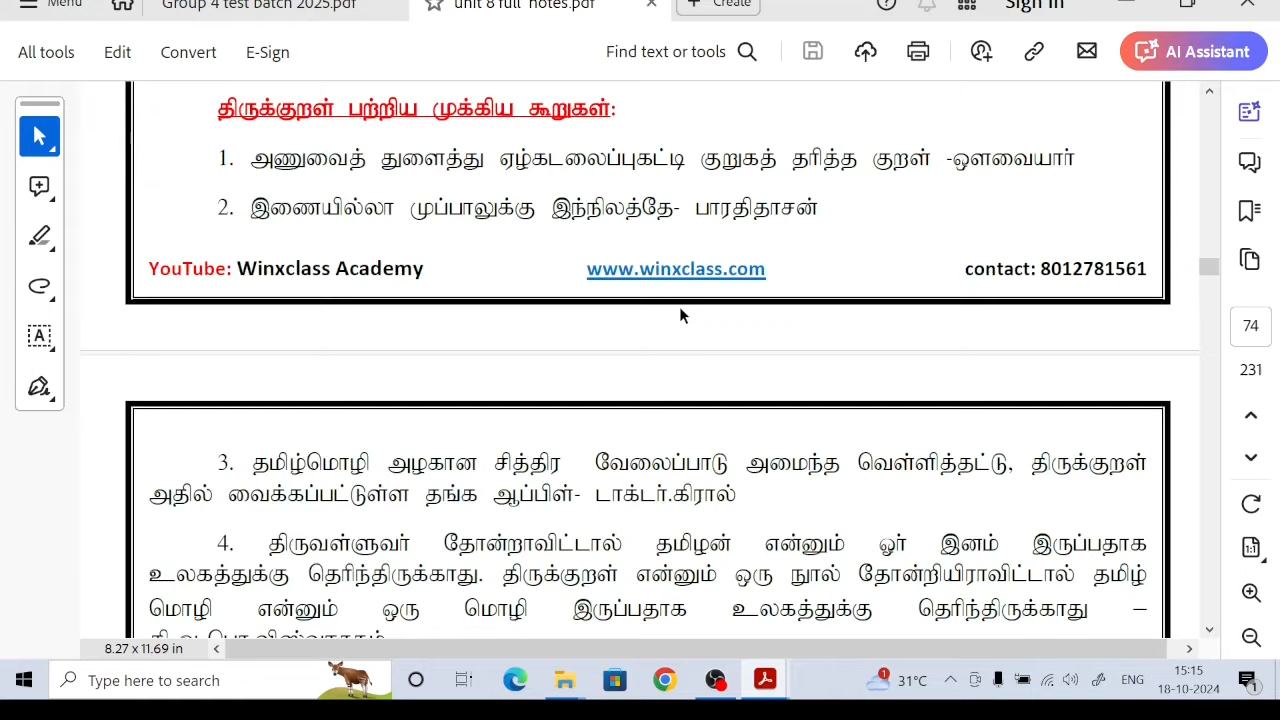 Menu Group 4 test batch 2025.pdf unit 8 full notes.pdf Create Sign in
All tools Edit Convert E-Sign Find text or tools AI Assistant
திருக்குறள் பற்றிய முக்கிய கூறுகள்:
1. அணுவைத் துளைத்து ஏழ்கடலைப்புகட்டி குறுகத் தரித்த குறள் -ஔவையார்
2. இணையில்லா முப்பாலுக்கு இந்நிலத்தே- பாரதிதாசன்
YouTube: Winxclass Academy www.winxclass.com contact: 8012781561
74
231
3. தமிழ்மொழி அழகான சித்திர வேலைப்பாடு அமைந்த வெள்ளித்தட்டு, திருக்குறள்
அதில் வைக்கப்பட்டுள்ள தங்க ஆப்பிள்- டாக்டர்.கிரால்
4. திருவள்ளுவர் தோன்றாவிட்டால் தமிழன் என்னும் ஓர் இனம் இருப்பதாக
உலகத்துக்கு தெரிந்திருக்காது. திருக்குறள் என்னும் ஒரு நூல் தோன்றியிராவிட்டால் தமிழ்
மொழி என்னும் ஒரு மொழி இருப்பதாக உலகத்துக்கு தெரிந்திருக்காது –
8.27 x 11.69 in
Type here to search 31°C ENG 15:15
18-10-2024